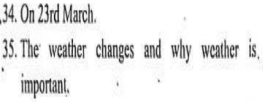 34. On 23rd March.
35. The weather changes and why weather is
important.